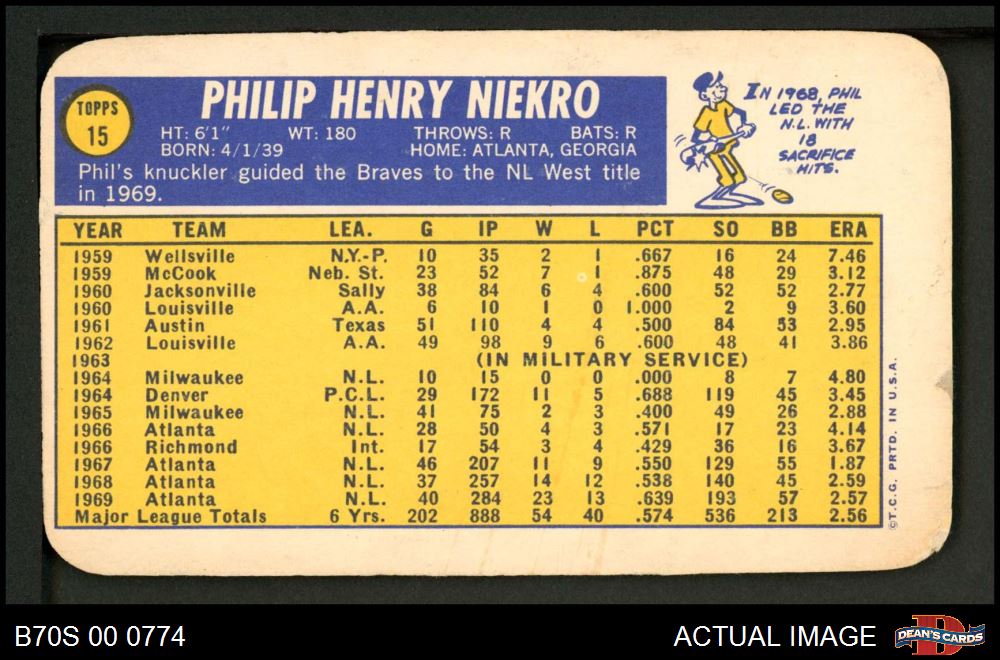 TOPPS
15
PHILIP HENRY NIEKRO
HT: 6'1" WT: 180 THROWS: R BATS: R
BORN: 4/1/39 HOME: ATLANTA, GEORGIA
Phil's knuckler guided the Braves to the NL West title
in 1969.
IN 1968, PHIL
LED THE
N.L. WITH
18
SACRIFICE
HITS.
YEAR TEAM LEA. G IP W L PCT SO BB ERA
1959 Wellsville N.Y.-P. 10 35 2 1 .667 16 24 7.46
1959 McCook Neb. St. 23 52 7 1 .875 48 29 3.12
1960 Jacksonville Sally 38 84 6 4 .600 52 52 2.77
1960 Louisville A.A. 6 10 1 0 1.000 2 9 3.60
1961 Austin Texas 51 110 4 4 .500 84 53 2.95
1962 Louisville A.A. 49 98 9 6 .600 48 41 3.86
1963 (IN MILITARY SERVICE)
1964 Milwaukee N.L. 10 15 0 0 .000 8 7 4.80
1964 Denver P.C.L. 29 172 11 5 .688 119 45 3.45
1965 Milwaukee N.L. 41 75 2 3 .400 49 26 2.88
1966 Atlanta N.L. 28 50 4 3 .571 17 23 4.14
1966 Richmond Int. 17 54 3 4 .429 36 16 3.67
1967 Atlanta N.L. 46 207 11 9 .550 129 55 1.87
1968 Atlanta N.L. 37 257 14 12 .538 140 45 2.59
1969 Atlanta N.L. 40 284 23 13 .639 193 57 2.57
Major League Totals 6 Yrs. 202 888 54 40 .574 536 213 2.56
©T.C.G. PRTD. IN U.S.A.
B70S 00 0774
ACTUAL IMAGE
D
DEAN'S CARDS